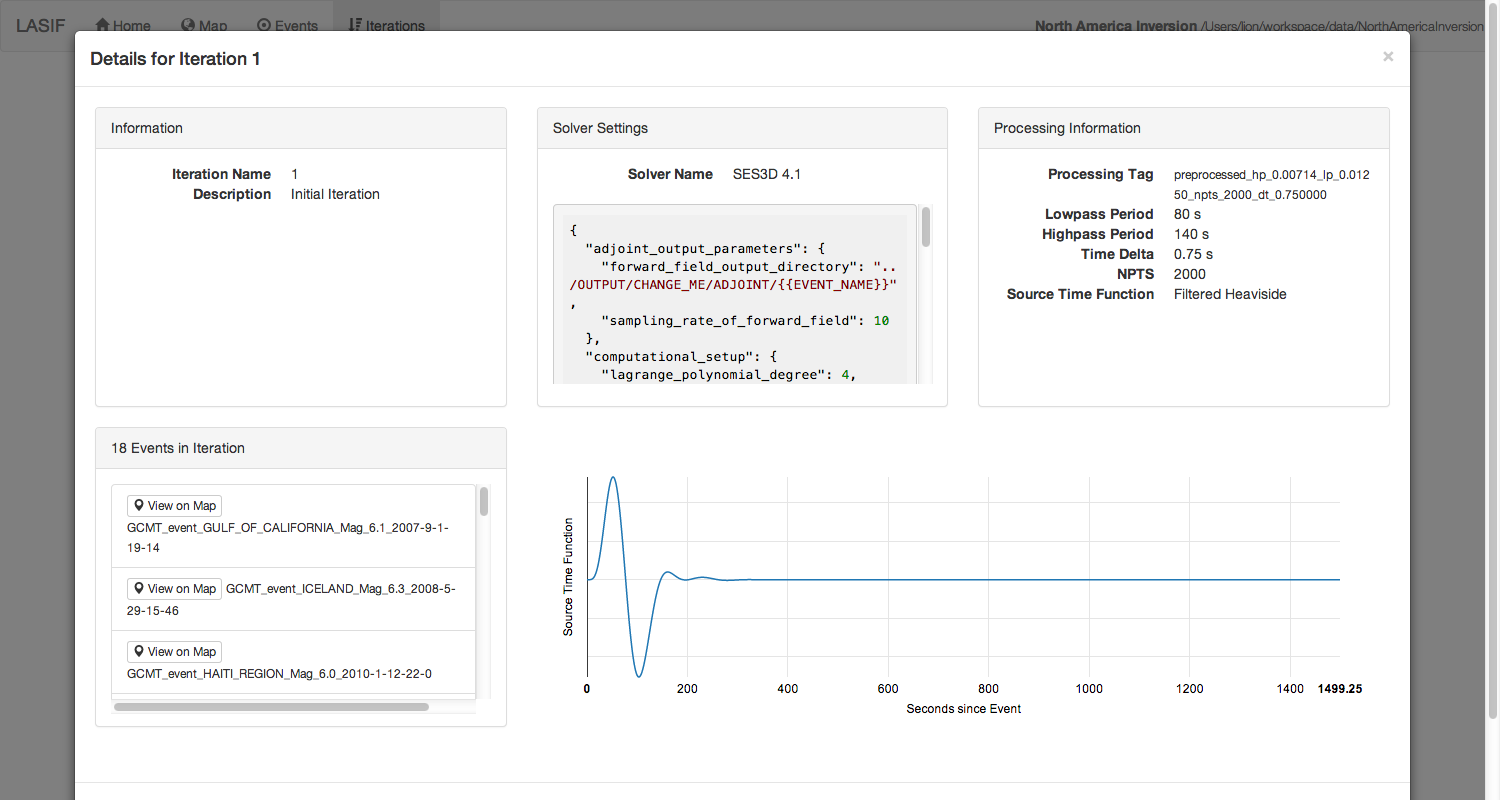 LASIF Home Map Events Iterations North America Inversion /Users/lion/workspace/data/NorthAmericaInversion
Details for Iteration 1 ×
Information
Iteration Name 1
Description Initial Iteration
Solver Settings
Solver Name SES3D 4.1
{
"adjoint_output_parameters": {
"forward_field_output_directory": "..
/OUTPUT/CHANGE_ME/ADJOINT/{{EVENT_NAME}}"
,
"sampling_rate_of_forward_field": 10
},
"computational_setup": {
"lagrange_polynomial_degree": 4,
Processing Information
Processing Tag preprocessed_hp_0.00714_lp_0.012
50_npts_2000_dt_0.750000
Lowpass Period 80 s
Highpass Period 140 s
Time Delta 0.75 s
NPTS 2000
Source Time Function Filtered Heaviside
18 Events in Iteration
View on Map
GCMT_event_GULF_OF_CALIFORNIA_Mag_6.1_2007-9-1-
19-14
View on Map GCMT_event_ICELAND_Mag_6.3_2008-5-
29-15-46
View on Map
GCMT_event_HAITI_REGION_Mag_6.0_2010-1-12-22-0
Source Time Function
0 200 400 600 800 1000 1200 1400 1499.25
Seconds since Event